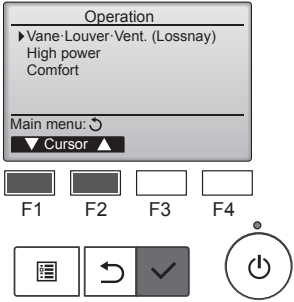 Operation
Vane·Louver·Vent. (Lossnay)
High power
Comfort
Main menu:
Cursor
F1 F2 F3 F4